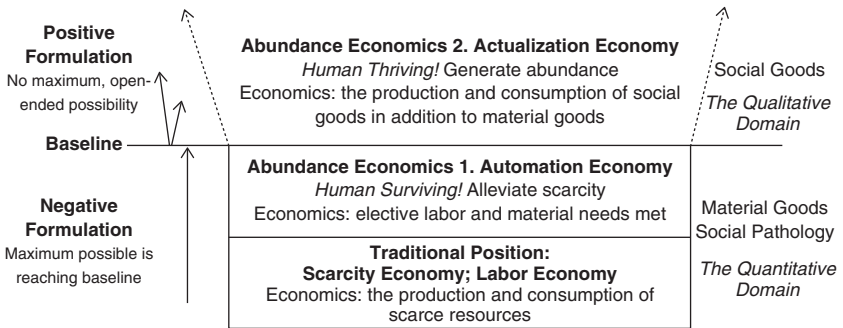 Positive
Formulation
No maximum, open-
ended possibility
Baseline
Negative
Formulation
Maximum possible is
reaching baseline
Abundance Economics 2. Actualization Economy
Human Thriving! Generate abundance
Economics: the production and consumption of social
goods in addition to material goods
Abundance Economics 1. Automation Economy
Human Surviving! Alleviate scarcity
Economics: elective labor and material needs met
Traditional Position:
Scarcity Economy; Labor Economy
Economics: the production and consumption of
scarce resources
Social Goods
The Qualitative
Domain
Material Goods
Social Pathology
The Quantitative
Domain